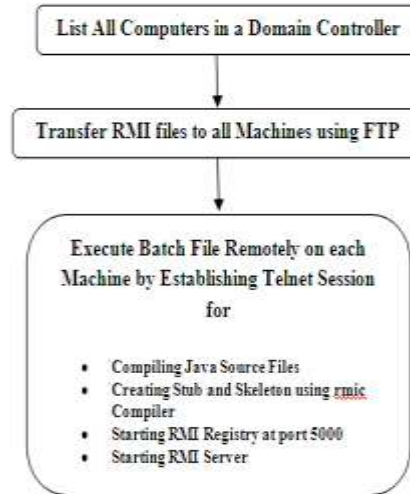 List All Computers in a Domain Controller
Transfer RMI files to all Machines using FTP
Execute Batch File Remotely on each
Machine by Establishing Telnet Session
for
• Compiling Java Source Files
• Creating Stub and Skeleton using rmic
Compiler
• Starting RMI Registry at port 5000
• Starting RMI Server